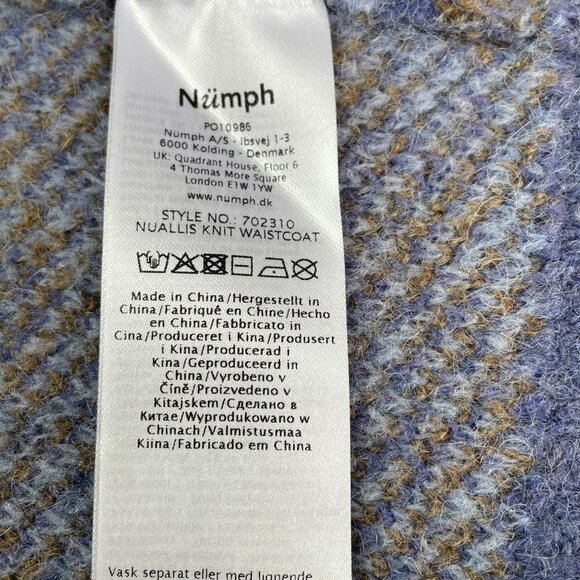 Nümph
PO10986
Nümph A/S - Ibsvej 1-3
6000 Kolding - Denmark
UK: Quadrant House, Floor 6
4 Thomas More Square
London E1W 1YW
www.numph.dk
STYLE NO.: 702310
NUALLIS KNIT WAISTCOAT
Made in China/Hergestellt in
China/Fabriqué en Chine/Hecho
en China/Fabbricato in
Cina/Produceret i Kina/Produsert
i Kina/Producerad i
Kina/Geproduceerd in
China/Vyrobeno v
Číně/Proizvedeno v
Kitajskem/Сделано в
Китае/Wyprodukowano w
Chinach/Valmistusmaa
Kiina/Fabricado em China
Vask separat eller med lignende